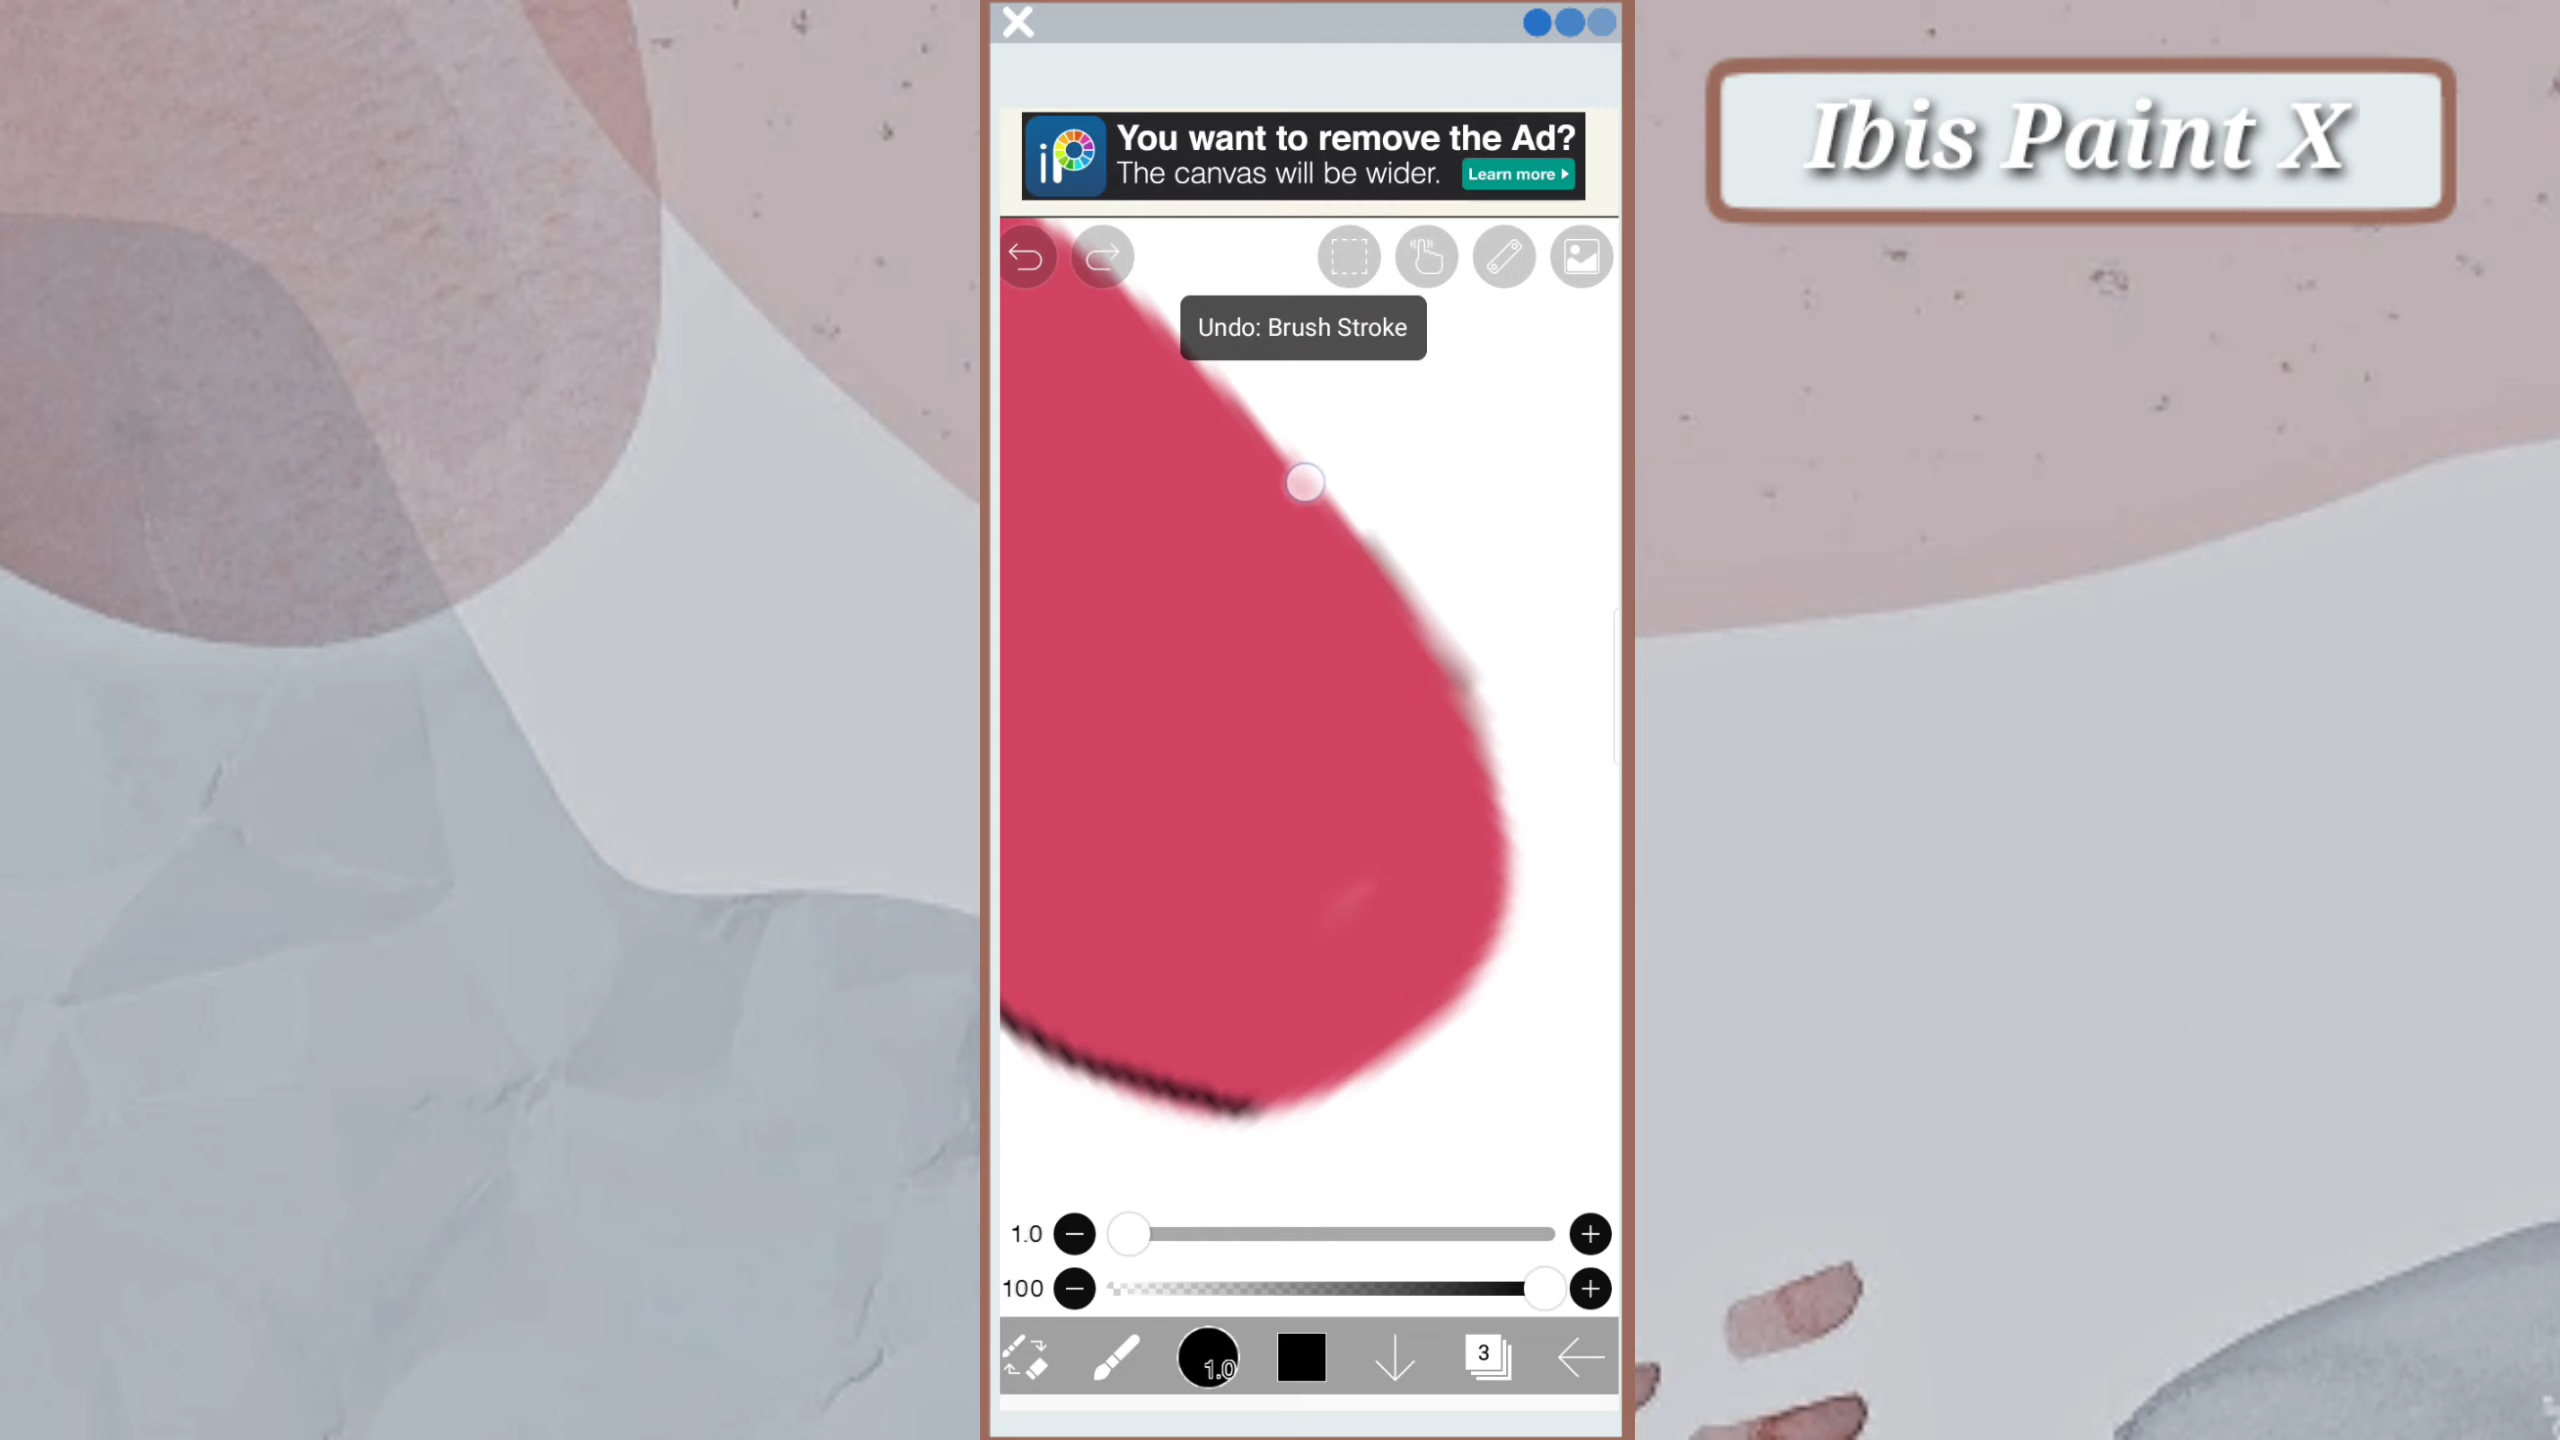 Ibis Paint X
iP
You want to remove the Ad?
The canvas will be wider.
Learn more
Undo: Brush Stroke
1.0
100
1.0
3